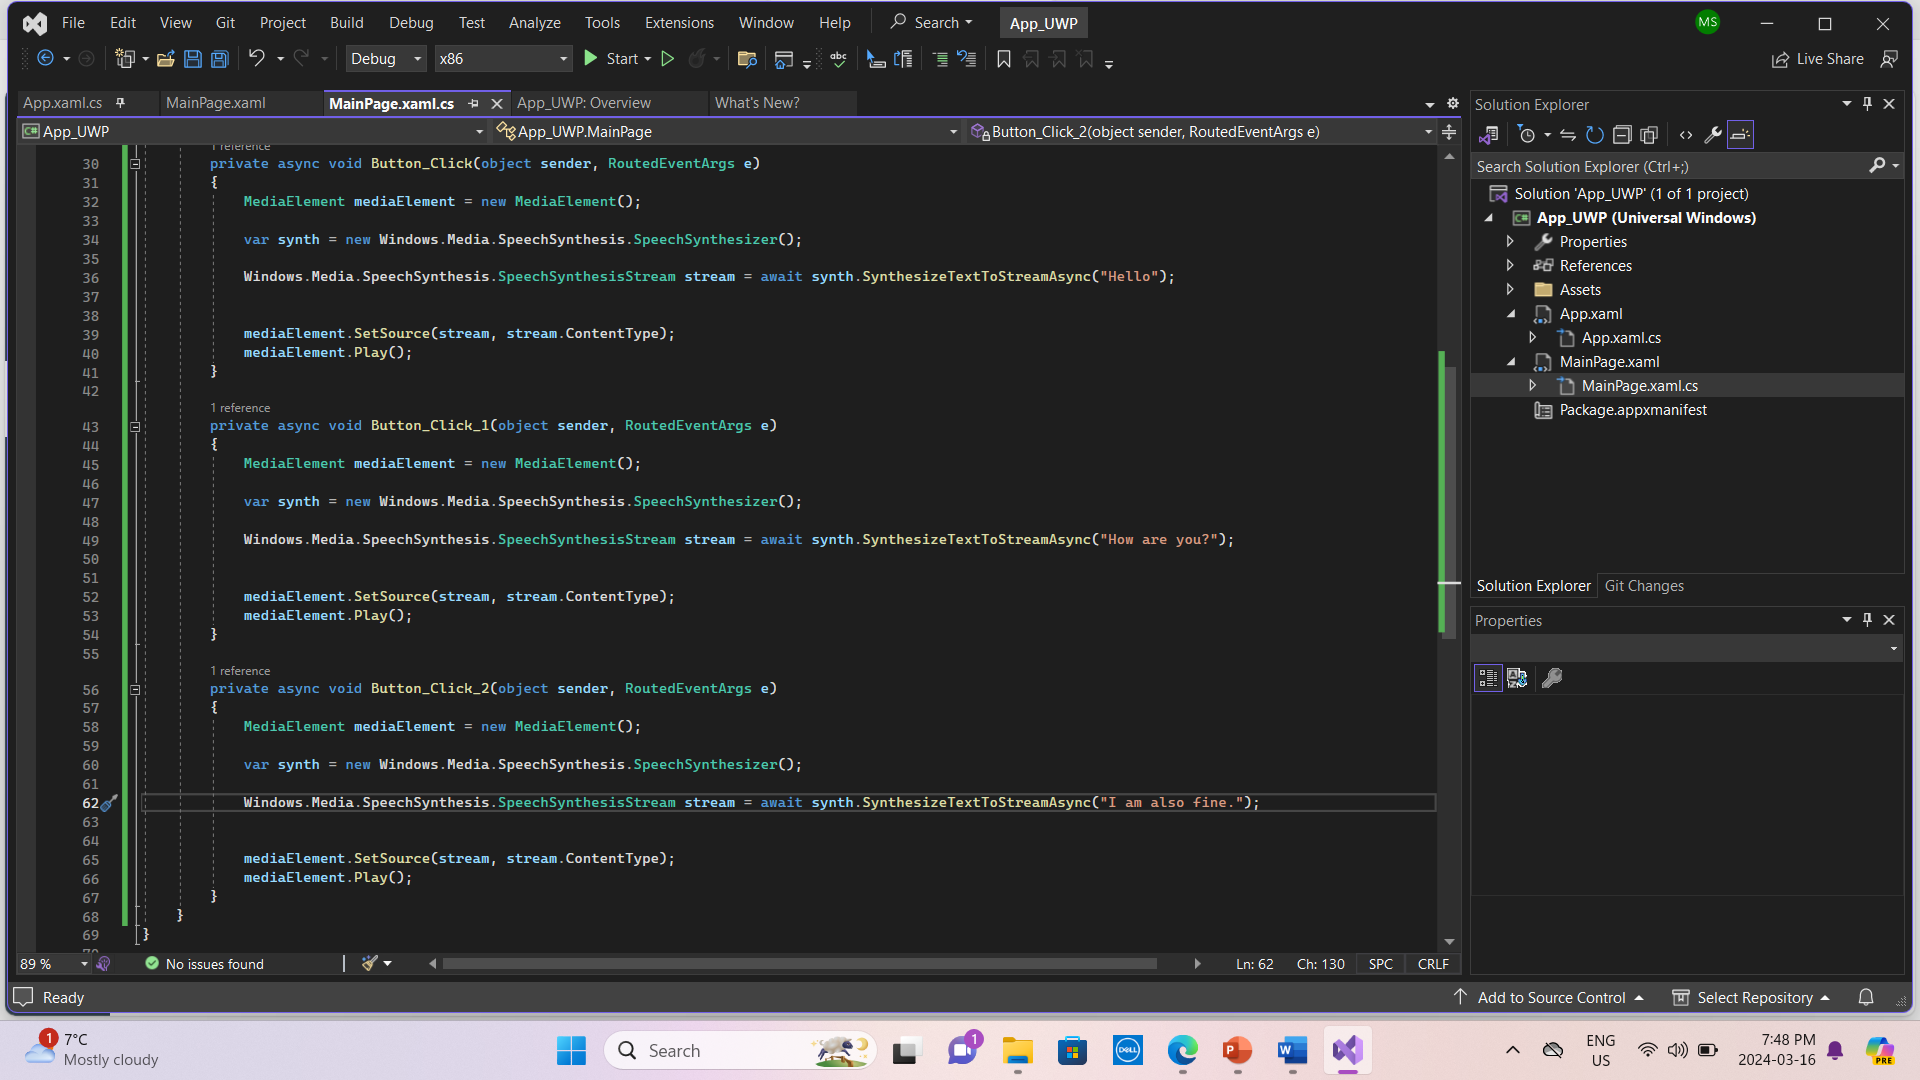 File Edit View Git Project Build Debug Test Analyze Tools Extensions Window Help Search App_UWP MS
Debug x86 Start Live Share
App.xaml.cs MainPage.xaml MainPage.xaml.cs App_UWP: Overview What's New?
App_UWP App_UWP.MainPage Button_Click_2(object sender, RoutedEventArgs e)
1 reference
30 private async void Button_Click(object sender, RoutedEventArgs e)
31 {
32 MediaElement mediaElement = new MediaElement();
33
34 var synth = new Windows.Media.SpeechSynthesis.SpeechSynthesizer();
35
36 Windows.Media.SpeechSynthesis.SpeechSynthesisStream stream = await synth.SynthesizeTextToStreamAsync("Hello");
37
38
39 mediaElement.SetSource(stream, stream.ContentType);
40 mediaElement.Play();
41 }
42
1 reference
43 private async void Button_Click_1(object sender, RoutedEventArgs e)
44 {
45 MediaElement mediaElement = new MediaElement();
46
47 var synth = new Windows.Media.SpeechSynthesis.SpeechSynthesizer();
48
49 Windows.Media.SpeechSynthesis.SpeechSynthesisStream stream = await synth.SynthesizeTextToStreamAsync("How are you?");
50
51
52 mediaElement.SetSource(stream, stream.ContentType);
53 mediaElement.Play();
54 }
55
1 reference
56 private async void Button_Click_2(object sender, RoutedEventArgs e)
57 {
58 MediaElement mediaElement = new MediaElement();
59
60 var synth = new Windows.Media.SpeechSynthesis.SpeechSynthesizer();
61
62 Windows.Media.SpeechSynthesis.SpeechSynthesisStream stream = await synth.SynthesizeTextToStreamAsync("I am also fine.");
63
64
65 mediaElement.SetSource(stream, stream.ContentType);
66 mediaElement.Play();
67 }
68 }
69 }
70
89 % No issues found Ln: 62 Ch: 130 SPC CRLF
Solution Explorer
Search Solution Explorer (Ctrl+;)
Solution 'App_UWP' (1 of 1 project)
App_UWP (Universal Windows)
Properties
References
Assets
App.xaml
App.xaml.cs
MainPage.xaml
MainPage.xaml.cs
Package.appxmanifest
Solution Explorer Git Changes
Properties
Ready Add to Source Control Select Repository
1 7°C
Mostly cloudy
Search
1
DELL
ENG
US
7:48 PM
2024-03-16
PRE